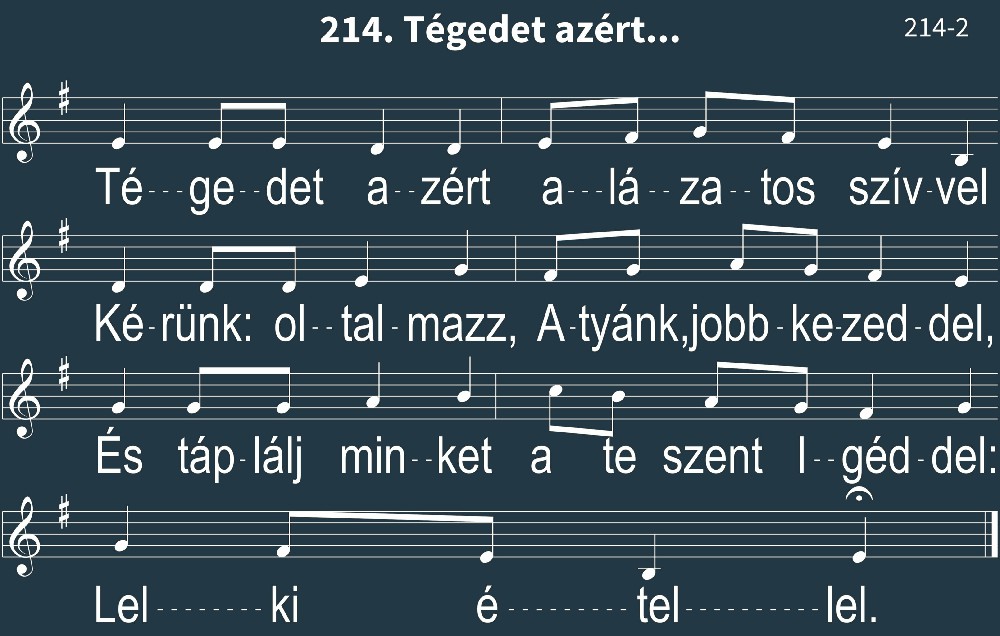 214. Tégedet azért...
214-2
Té---ge--det a--zért a---lá--za--tos szív-vel
Ké-rünk: ol--tal-mazz, A-tyánk,jobb-ke-zed-del,
És táp-lálj min--ket a te szent I--géd-del:
Lel-------ki é---------tel----------lel.